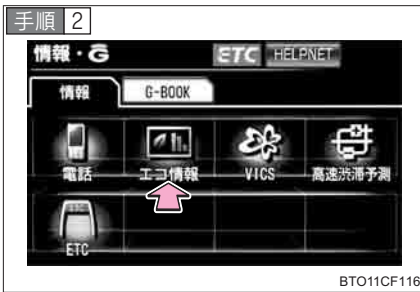 手順 2
情報・G ETC HELPNET
情報 G-BOOK
電話 エコ情報 VICS 高速渋滞予測
ETC
BTO11CF116